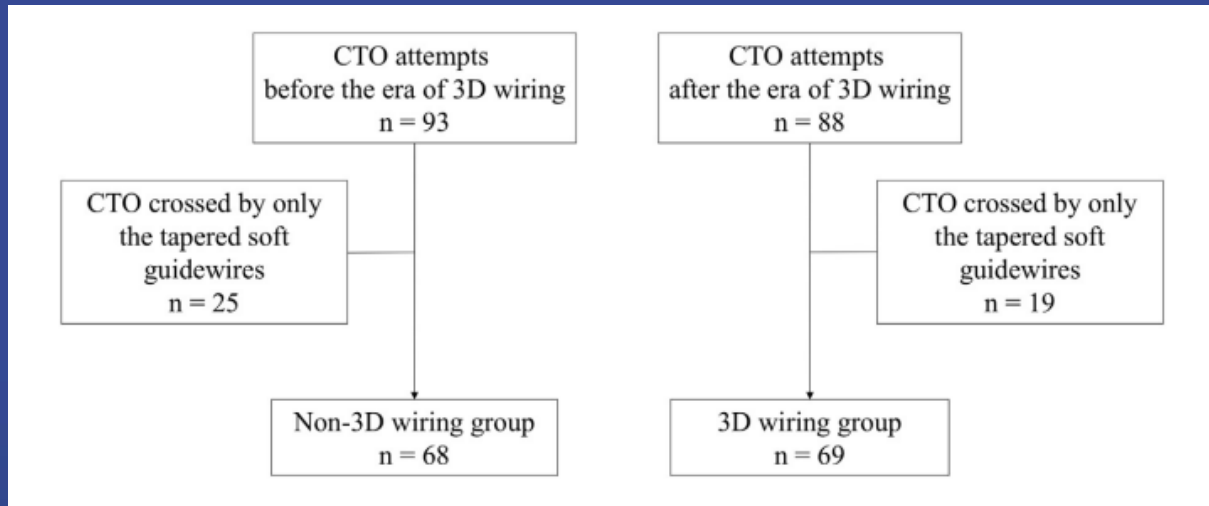 CTO attempts
before the era of 3D wiring
n = 93
CTO attempts
after the era of 3D wiring
n = 88
CTO crossed by only
the tapered soft
guidewires
n = 25
CTO crossed by only
the tapered soft
guidewires
n = 19
Non-3D wiring group
n = 68
3D wiring group
n = 69